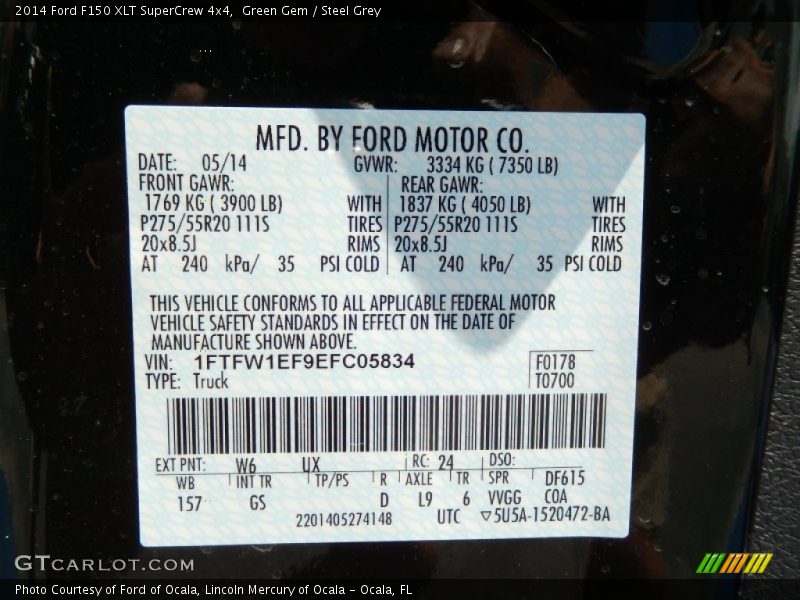 2014 Ford F150 XLT SuperCrew 4x4,  Green Gem / Steel Grey
MFD. BY FORD MOTOR CO.
DATE: 05/14 GVWR: 3334 KG ( 7350 LB)
FRONT GAWR: REAR GAWR:
1769 KG ( 3900 LB) WITH 1837 KG ( 4050 LB) WITH
P275/55R20 111S TIRES P275/55R20 111S TIRES
20x8.5J RIMS 20x8.5J RIMS
AT 240 kPa/ 35 PSI COLD AT 240 kPa/ 35 PSI COLD
THIS VEHICLE CONFORMS TO ALL APPLICABLE FEDERAL MOTOR
VEHICLE SAFETY STANDARDS IN EFFECT ON THE DATE OF
MANUFACTURE SHOWN ABOVE.
VIN: 1FTFW1EF9EFC05834 F0178
TYPE: Truck T0700
EXT PNT: W6 UX RC: 24 DSO:
WB INT TR TP/PS R AXLE TR SPR DF615
157 GS D L9 6 VVGG COA
2201405274148 UTC ▽5U5A-1520472-BA
GTCARLOT.COM
Photo Courtesy of Ford of Ocala, Lincoln Mercury of Ocala - Ocala, FL